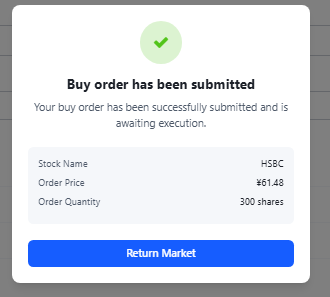 Buy order has been submitted
Your buy order has been successfully submitted and is
awaiting execution.
Stock Name HSBC
Order Price ¥61.48
Order Quantity 300 shares
Return Market